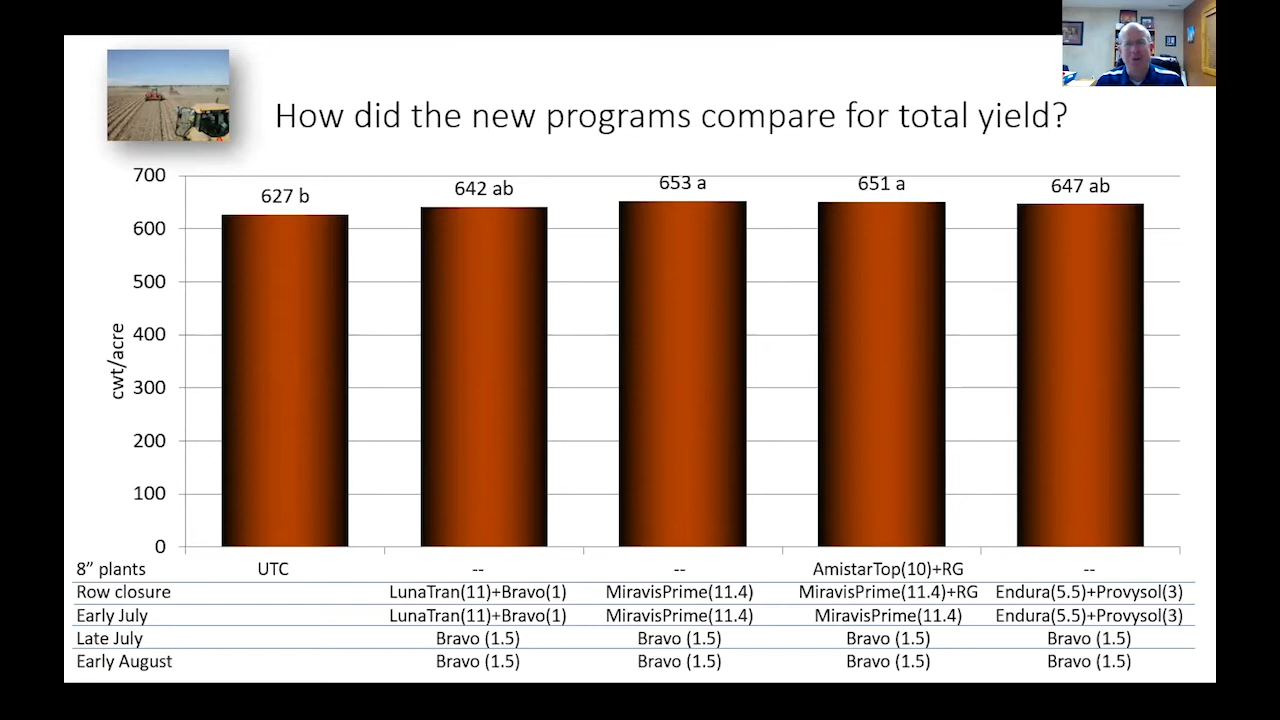 How did the new programs compare for total yield?
700
600
500
400
300
200
100
0
cwt/acre
627 b
642 ab
653 a
651 a
647 ab
8” plants UTC -- -- AmistarTop(10)+RG --
Row closure LunaTran(11)+Bravo(1) MiravisPrime(11.4) MiravisPrime(11.4)+RG Endura(5.5)+Provysol(3)
Early July LunaTran(11)+Bravo(1) MiravisPrime(11.4) MiravisPrime(11.4) Endura(5.5)+Provysol(3)
Late July Bravo (1.5) Bravo (1.5) Bravo (1.5) Bravo (1.5)
Early August Bravo (1.5) Bravo (1.5) Bravo (1.5) Bravo (1.5)